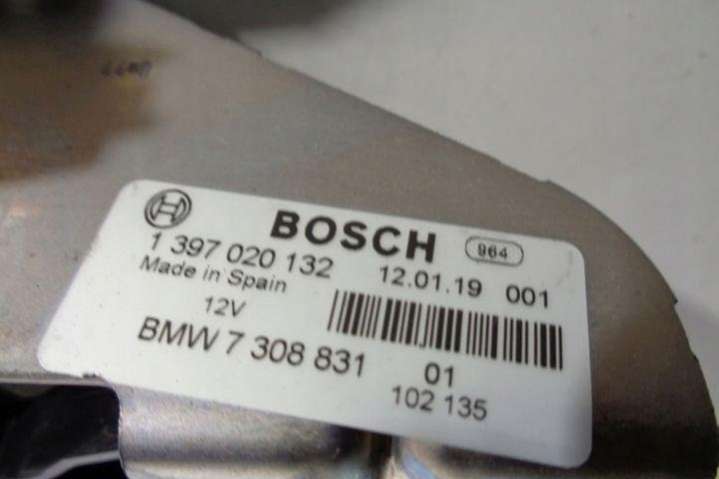 BOSCH 964
1 397 020 132 12.01.19 001
Made in Spain
12V
BMW 7 308 831 01
102 135